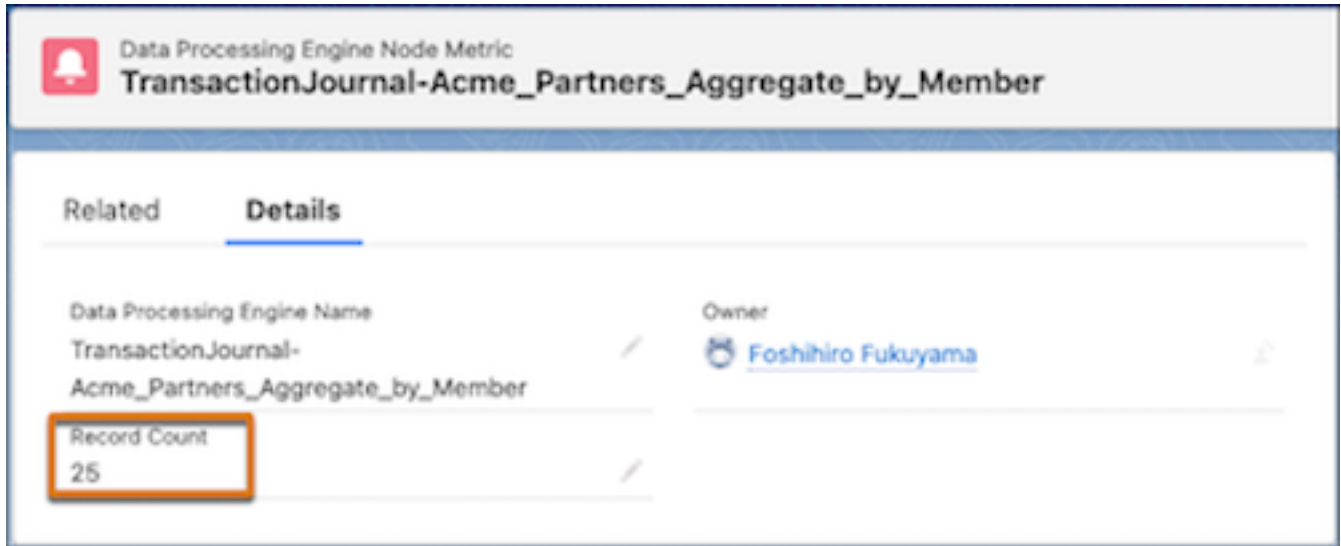 Data Processing Engine Node Metric
TransactionJournal-Acme_Partners_Aggregate_by_Member
Related Details
Data Processing Engine Name
TransactionJournal-
Acme_Partners_Aggregate_by_Member
Owner
Foshihiro Fukuyama
Record Count
25